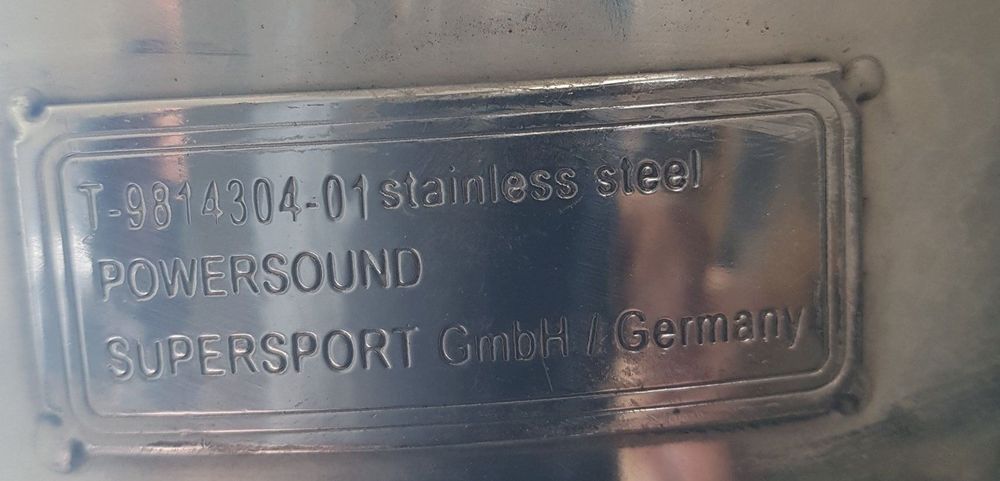 T-9814304-01 stainless steel
POWERSOUND
SUPERSPORT GmbH / Germany